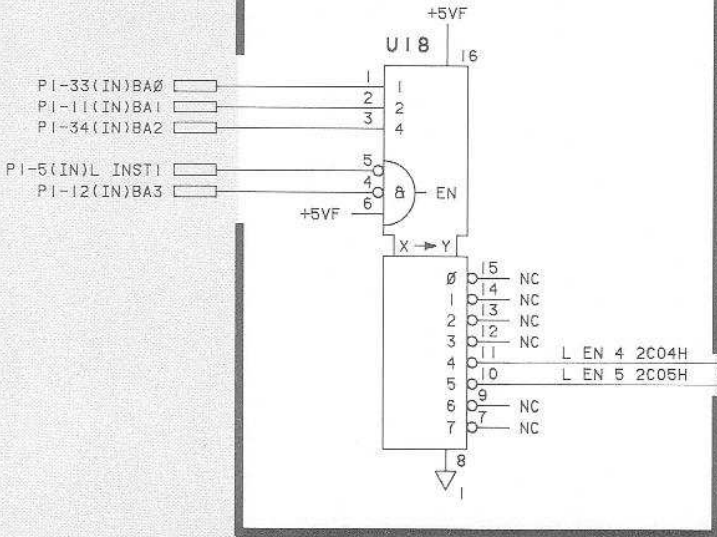 +5VF
U18
16
P1-33(IN)BAØ 1 1
P1-11(IN)BA1 2 2
P1-34(IN)BA2 3 4
P1-5(IN)L INST1 5
P1-12(IN)BA3 4 & EN
+5VF 6
X → Y
Ø 15 NC
1 14 NC
2 13 NC
3 12 NC
4 11 L EN 4 2C04H
5 10 L EN 5 2C05H
6 9 NC
7 7 NC
8
1